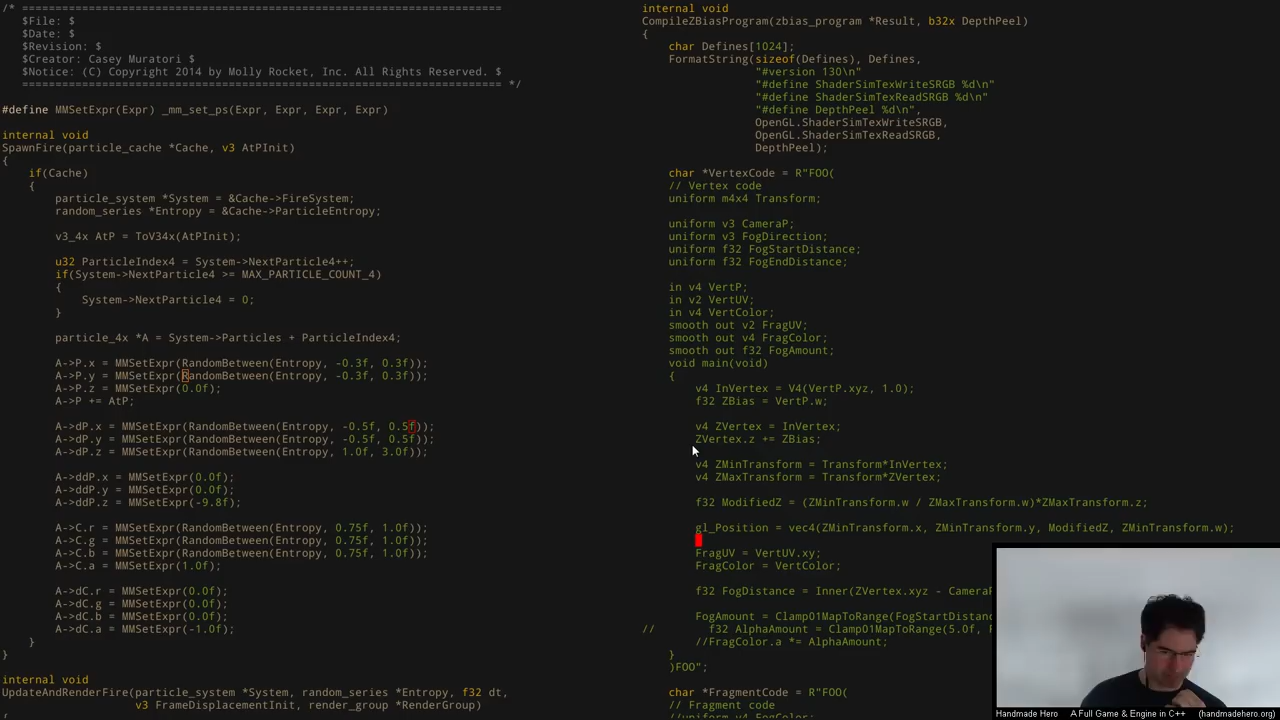 /* ========================================================================
$File: $
$Date: $
$Revision: $
$Creator: Casey Muratori $
$Notice: (C) Copyright 2014 by Molly Rocket, Inc. All Rights Reserved. $
======================================================================== */
#define MMSetExpr(Expr) _mm_set_ps(Expr, Expr, Expr, Expr)
internal void
SpawnFire(particle_cache *Cache, v3 AtPInit)
{
if(Cache)
{
particle_system *System = &Cache->FireSystem;
random_series *Entropy = &Cache->ParticleEntropy;
v3_4x AtP = ToV34x(AtPInit);
u32 ParticleIndex4 = System->NextParticle4++;
if(System->NextParticle4 >= MAX_PARTICLE_COUNT_4)
{
System->NextParticle4 = 0;
}
particle_4x *A = System->Particles + ParticleIndex4;
A->P.x = MMSetExpr(RandomBetween(Entropy, -0.3f, 0.3f));
A->P.y = MMSetExpr(RandomBetween(Entropy, -0.3f, 0.3f));
A->P.z = MMSetExpr(0.0f);
A->P += AtP;
A->dP.x = MMSetExpr(RandomBetween(Entropy, -0.5f, 0.5f));
A->dP.y = MMSetExpr(RandomBetween(Entropy, -0.5f, 0.5f));
A->dP.z = MMSetExpr(RandomBetween(Entropy, 1.0f, 3.0f));
A->ddP.x = MMSetExpr(0.0f);
A->ddP.y = MMSetExpr(0.0f);
A->ddP.z = MMSetExpr(-9.8f);
A->C.r = MMSetExpr(RandomBetween(Entropy, 0.75f, 1.0f));
A->C.g = MMSetExpr(RandomBetween(Entropy, 0.75f, 1.0f));
A->C.b = MMSetExpr(RandomBetween(Entropy, 0.75f, 1.0f));
A->C.a = MMSetExpr(1.0f);
A->dC.r = MMSetExpr(0.0f);
A->dC.g = MMSetExpr(0.0f);
A->dC.b = MMSetExpr(0.0f);
A->dC.a = MMSetExpr(-1.0f);
}
}
internal void
UpdateAndRenderFire(particle_system *System, random_series *Entropy, f32 dt,
v3 FrameDisplacementInit, render_group *RenderGroup)
internal void
CompileZBiasProgram(zbias_program *Result, b32x DepthPeel)
{
char Defines[1024];
FormatString(sizeof(Defines), Defines,
"#version 130\n"
"#define ShaderSimTexWriteSRGB %d\n"
"#define ShaderSimTexReadSRGB %d\n"
"#define DepthPeel %d\n",
OpenGL.ShaderSimTexWriteSRGB,
OpenGL.ShaderSimTexReadSRGB,
DepthPeel);
char *VertexCode = R"FOO(
// Vertex code
uniform m4x4 Transform;
uniform v3 CameraP;
uniform v3 FogDirection;
uniform f32 FogStartDistance;
uniform f32 FogEndDistance;
in v4 VertP;
in v2 VertUV;
in v4 VertColor;
smooth out v2 FragUV;
smooth out v4 FragColor;
smooth out f32 FogAmount;
void main(void)
{
v4 InVertex = V4(VertP.xyz, 1.0);
f32 ZBias = VertP.w;
v4 ZVertex = InVertex;
ZVertex.z += ZBias;
v4 ZMinTransform = Transform*InVertex;
v4 ZMaxTransform = Transform*ZVertex;
f32 ModifiedZ = (ZMinTransform.w / ZMaxTransform.w)*ZMaxTransform.z;
gl_Position = vec4(ZMinTransform.x, ZMinTransform.y, ModifiedZ, ZMinTransform.w);
FragUV = VertUV.xy;
FragColor = VertColor;
f32 FogDistance = Inner(ZVertex.xyz - Camera
FogAmount = Clamp01MapToRange(FogStartDistanc
// f32 AlphaAmount = Clamp01MapToRange(5.0f,
//FragColor.a *= AlphaAmount;
}
)FOO";
char *FragmentCode = R"FOO(
// Fragment code
Handmade Hero A Full Game & Engine in C++ (handmadehero.org)